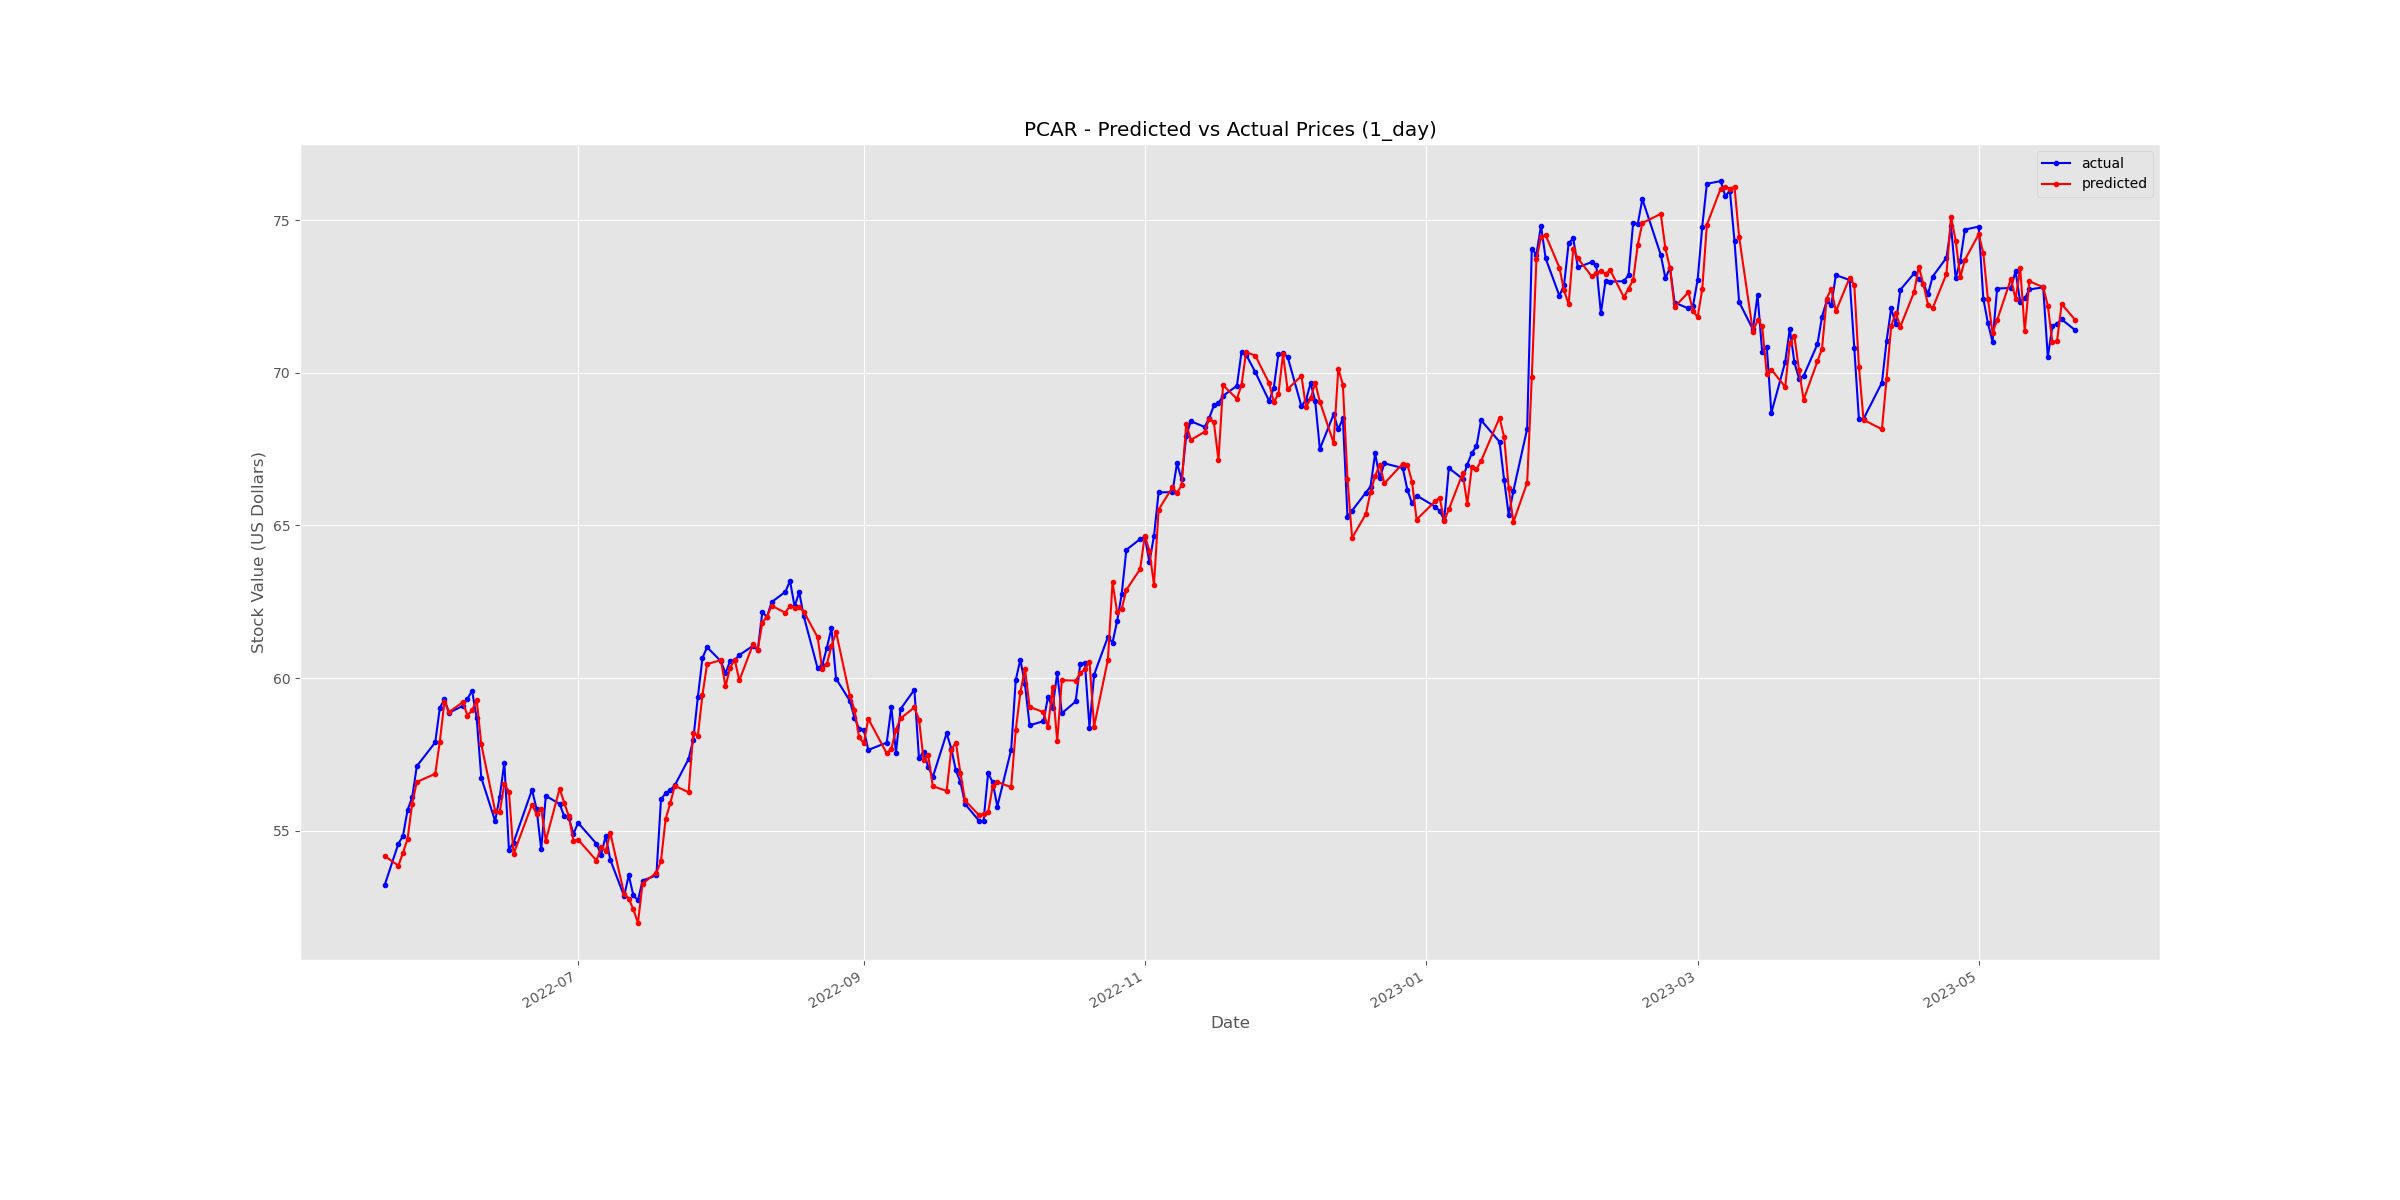 PCAR - Predicted vs Actual Prices (1_day)
actual
predicted
Stock Value (US Dollars)
75
70
65
60
55
2022-07
2022-09
2022-11
2023-01
2023-03
2023-05
Date